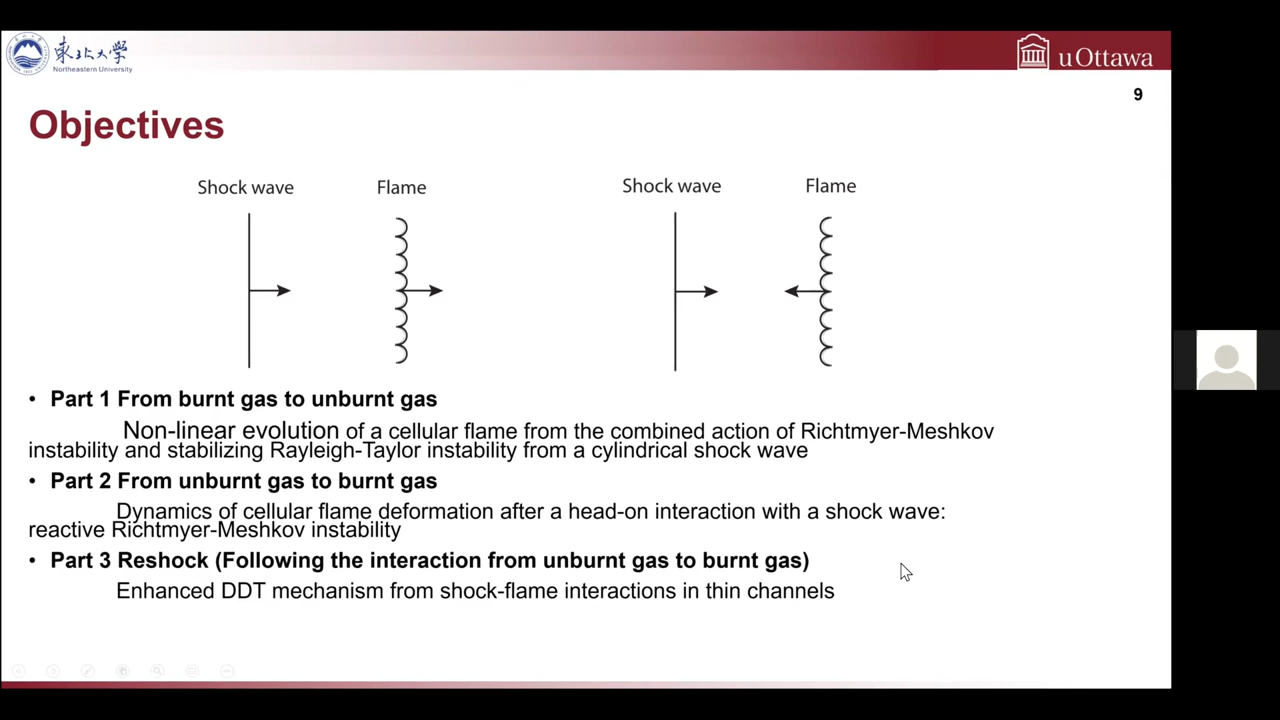 东北大学
Northeastern University
uOttawa
9
Objectives
Shock wave
Flame
Shock wave
Flame
• Part 1 From burnt gas to unburnt gas
Non-linear evolution of a cellular flame from the combined action of Richtmyer-Meshkov
instability and stabilizing Rayleigh-Taylor instability from a cylindrical shock wave
• Part 2 From unburnt gas to burnt gas
Dynamics of cellular flame deformation after a head-on interaction with a shock wave:
reactive Richtmyer-Meshkov instability
• Part 3 Reshock (Following the interaction from unburnt gas to burnt gas)
Enhanced DDT mechanism from shock-flame interactions in thin channels